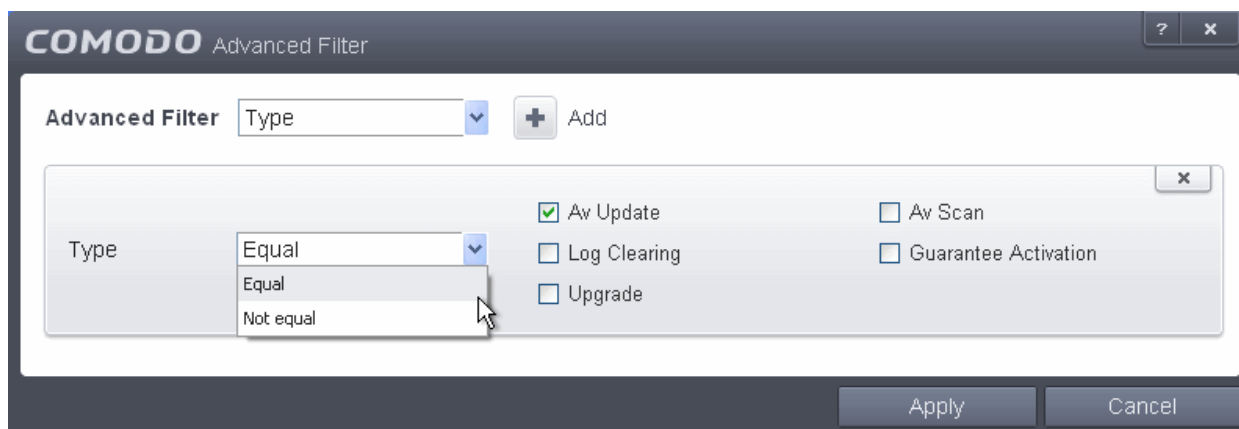 COMODO Advanced Filter ? x
Advanced Filter Type + Add
x
Av Update Av Scan
Type Equal Log Clearing Guarantee Activation
Equal
Upgrade
Not equal
Apply Cancel